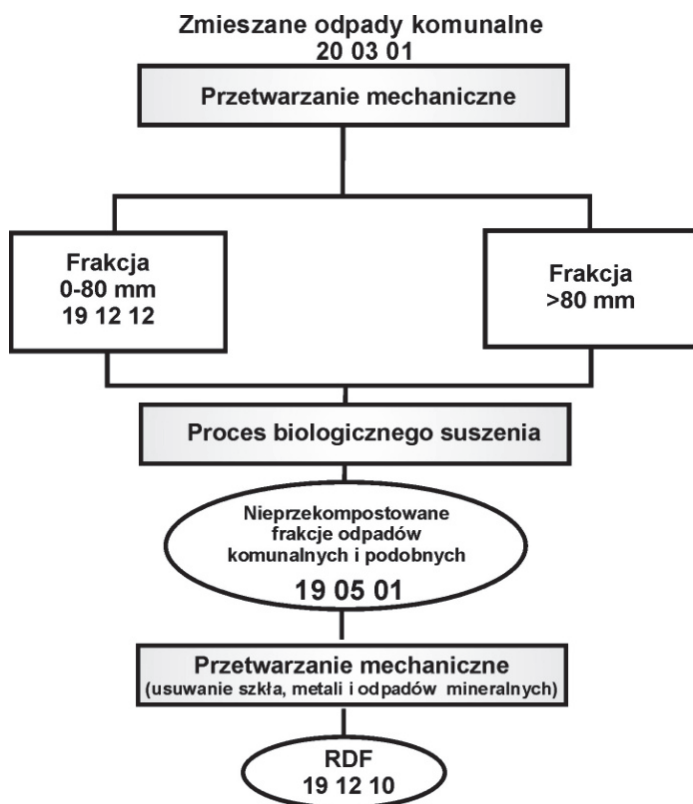 Zmieszane odpady komunalne
20 03 01
Przetwarzanie mechaniczne
Frakcja
0-80 mm
19 12 12
Frakcja
>80 mm
Proces biologicznego suszenia
Nieprzekompostowane
frakcje odpadów
komunalnych i podobnych
19 05 01
Przetwarzanie mechaniczne
(usuwanie szkła, metali i odpadów mineralnych)
RDF
19 12 10